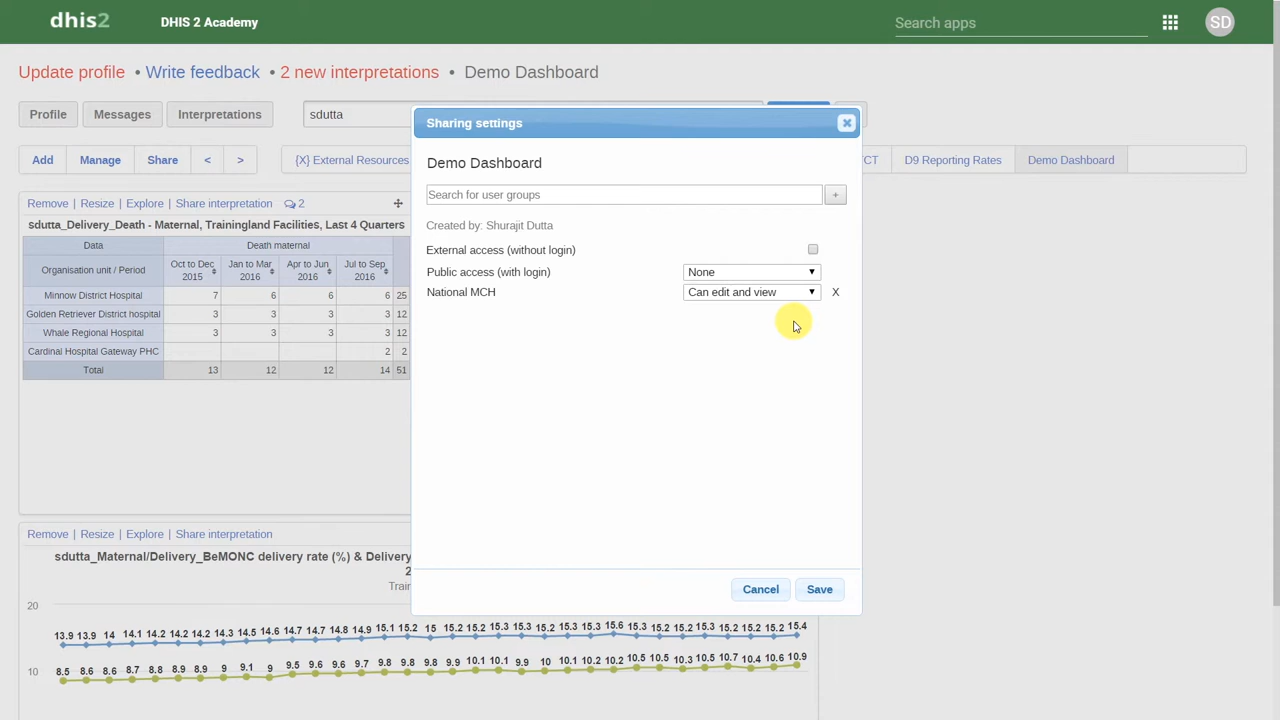 dhis2 DHIS 2 Academy Search apps SD
Update profile • Write feedback • 2 new interpretations • Demo Dashboard
Profile Messages Interpretations sdutta
Add Manage Share < > {X} External Resources CT D9 Reporting Rates Demo Dashboard
Sharing settings
Demo Dashboard
Search for user groups +
Created by: Shurajit Dutta
External access (without login)
Public access (with login) None
National MCH Can edit and view X
Cancel Save
Remove | Resize | Explore | Share interpretation 2
sdutta_Delivery_Death - Maternal, Trainingland Facilities, Last 4 Quarters
Data Death maternal
Organisation unit / Period Oct to Dec 2015 Jan to Mar 2016 Apr to Jun 2016 Jul to Sep 2016
Minnow District Hospital 7 6 6 6 25
Golden Retriever District hospital 3 3 3 3 12
Whale Regional Hospital 3 3 3 3 12
Cardinal Hospital Gateway PHC 2 2
Total 13 12 12 14 51
Remove | Resize | Explore | Share interpretation
sdutta_Maternal/Delivery_BeMONC delivery rate (%) & Delivery
2
Trai
20
13.9 13.9 14 14.1 14.2 14.2 14.3 14.5 14.6 14.7 14.7 14.8 14.9 15.1 15.2 15 15.2 15.3 15.3 15.2 15.3 15.3 15.6 15.3 15.3 15.2 15.3 15.2 15.2 15.2 15.4
10
8.5 8.6 8.6 8.7 8.7 8.8 8.9 9 9.1 9 9.5 9.6 9.6 9.7 9.8 9.8 9.8 9.8 10.1 10.1 9.9 10 10.1 10.2 10.2 10.5 10.5 10.3 10.5 10.7 10.4 10.6 10.9